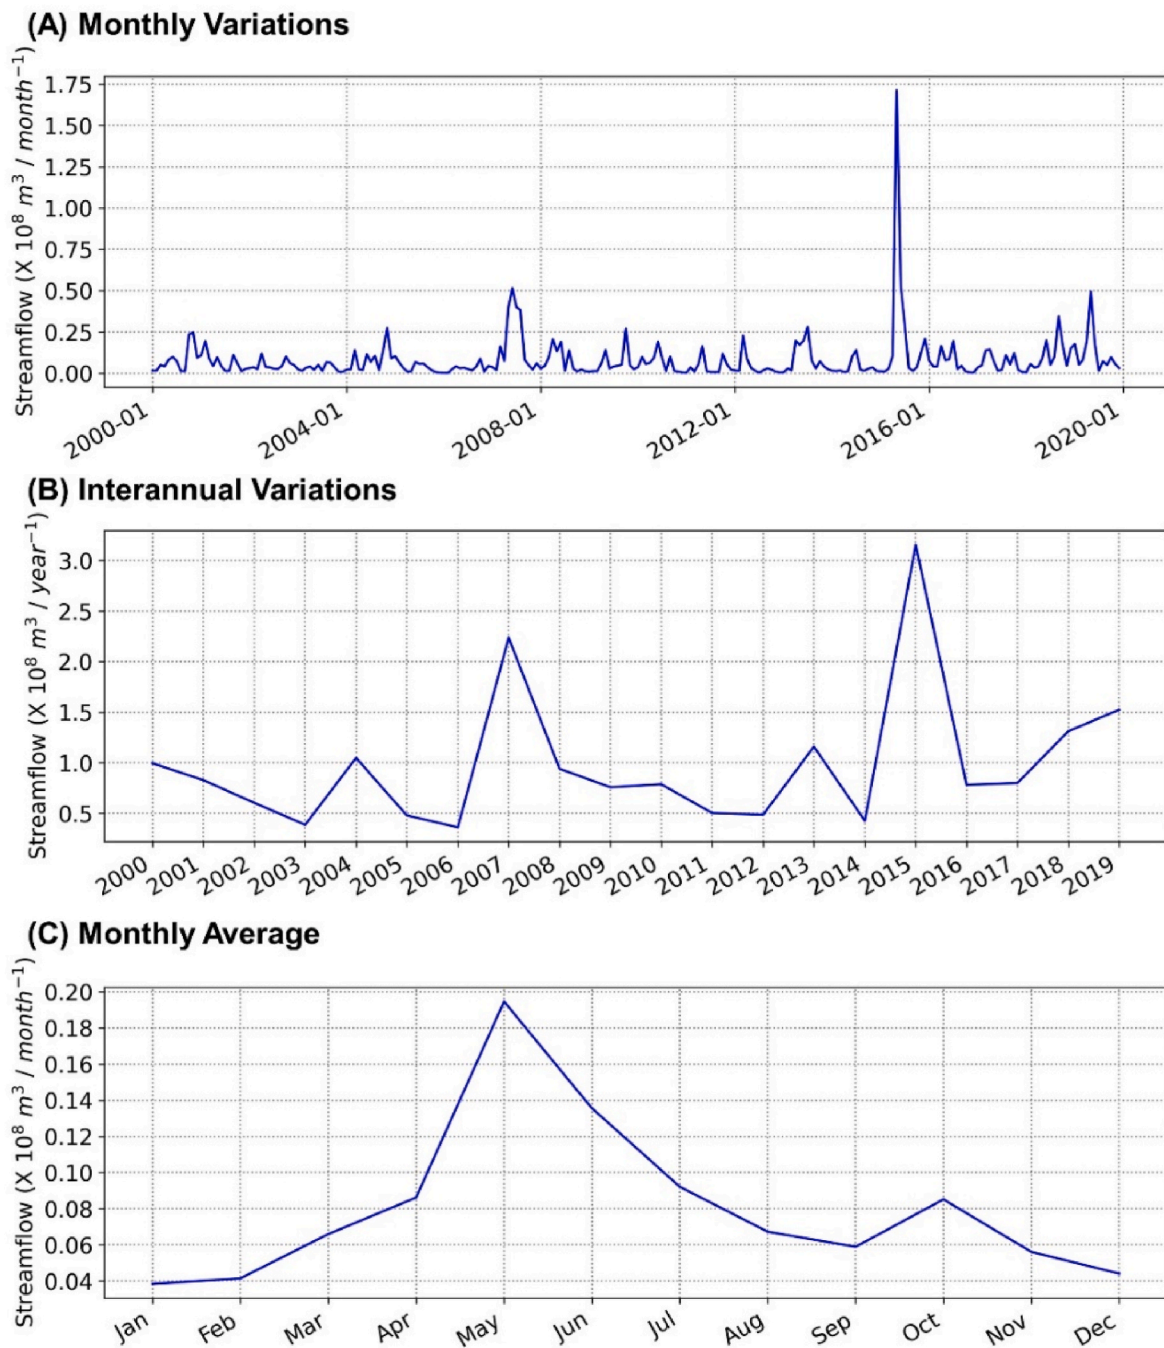 (A) Monthly Variations
Streamflow (X 10⁸ m³ / month⁻¹)
1.75
1.50
1.25
1.00
0.75
0.50
0.25
0.00
2000-01
2004-01
2008-01
2012-01
2016-01
2020-01
(B) Interannual Variations
Streamflow (X 10⁸ m³ / year⁻¹)
3.0
2.5
2.0
1.5
1.0
0.5
2000
2001
2002
2003
2004
2005
2006
2007
2008
2009
2010
2011
2012
2013
2014
2015
2016
2017
2018
2019
(C) Monthly Average
Streamflow (X 10⁸ m³ / month⁻¹)
0.20
0.18
0.16
0.14
0.12
0.10
0.08
0.06
0.04
Jan
Feb
Mar
Apr
May
Jun
Jul
Aug
Sep
Oct
Nov
Dec